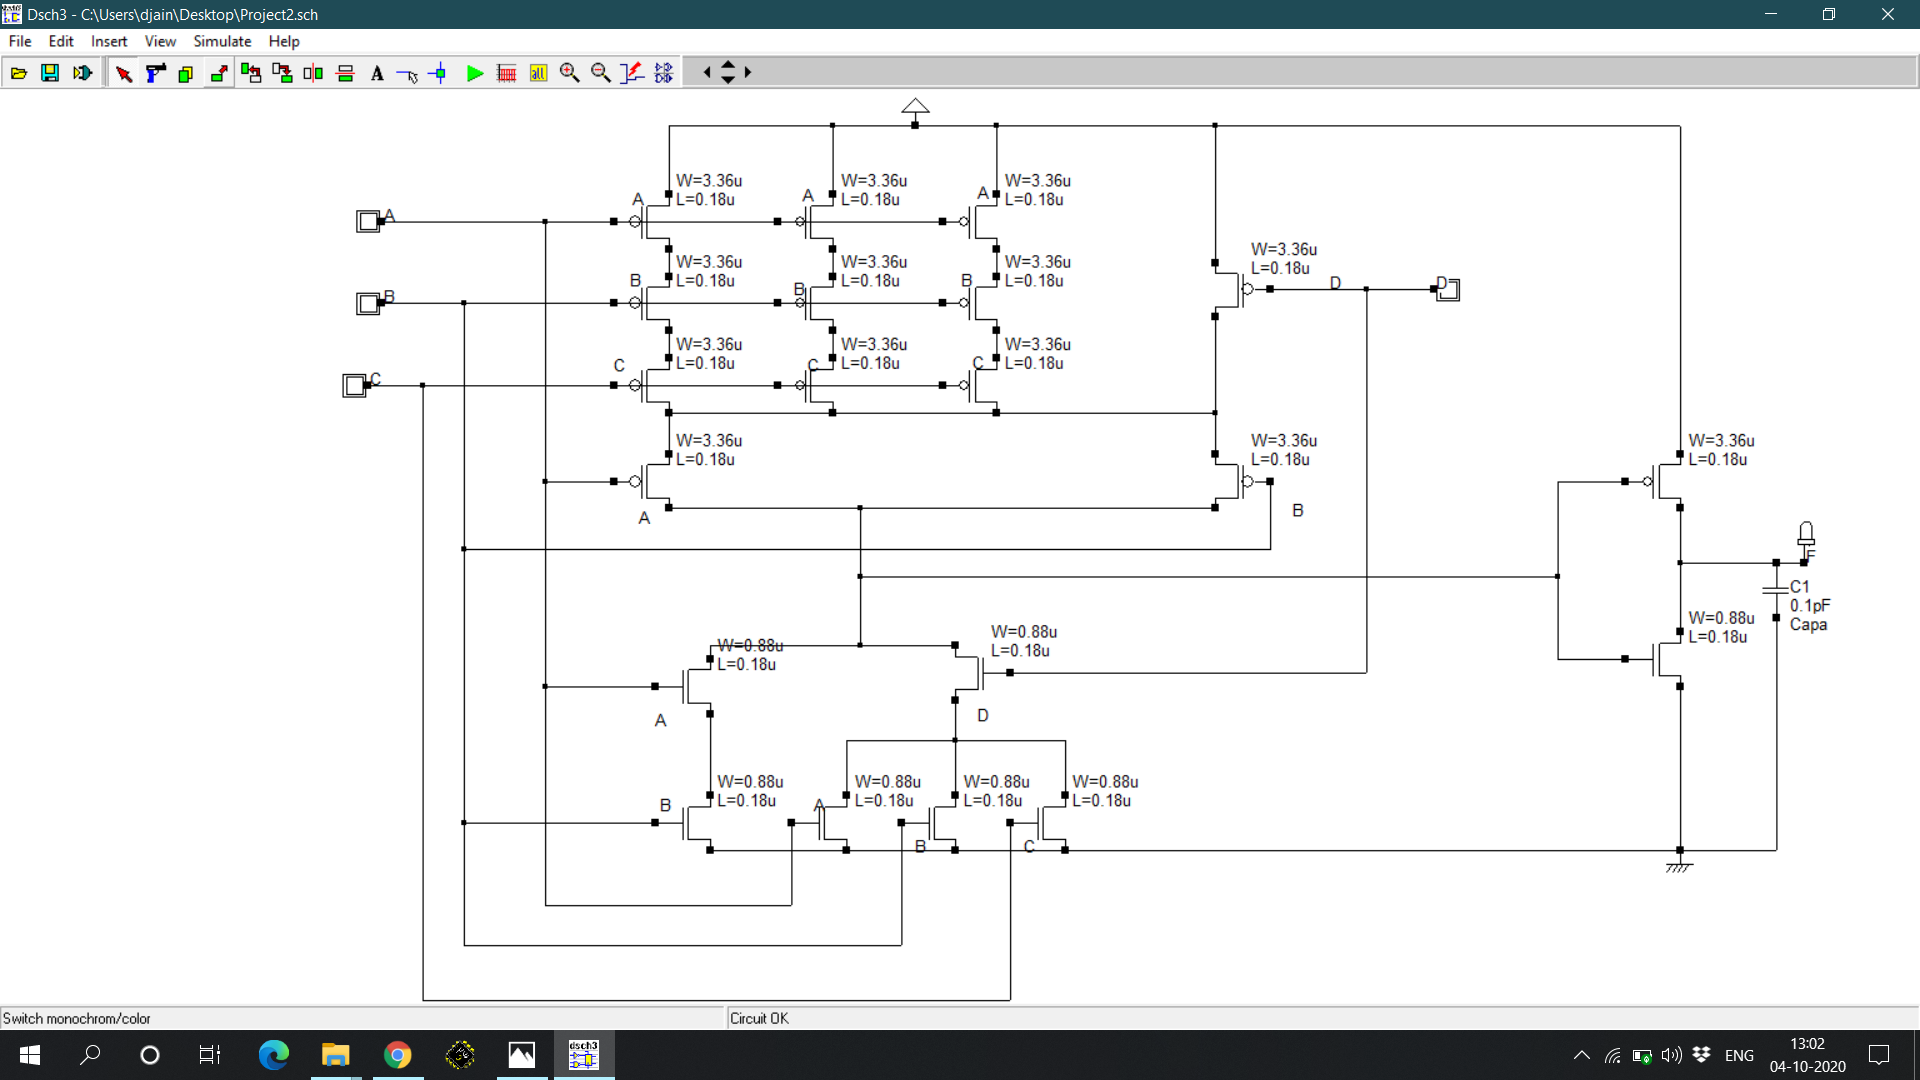 Dsch3 - C:\Users\djain\Desktop\Project2.sch
File Edit Insert View Simulate Help
A
all
W=3.36u
L=0.18u
A
W=3.36u
L=0.18u
A
W=3.36u
L=0.18u
A
A
W=3.36u
L=0.18u
D
D
W=3.36u
L=0.18u
B
W=3.36u
L=0.18u
B
W=3.36u
L=0.18u
B
B
W=3.36u
L=0.18u
C
W=3.36u
L=0.18u
C
W=3.36u
L=0.18u
C
C
W=3.36u
L=0.18u
A
W=3.36u
L=0.18u
B
W=3.36u
L=0.18u
F
C1
0.1pF
Capa
W=0.88u
L=0.18u
W=0.88u
L=0.18u
A
W=0.88u
L=0.18u
D
W=0.88u
L=0.18u
B
W=0.88u
L=0.18u
A
W=0.88u
L=0.18u
B
W=0.88u
L=0.18u
C
Switch monochrom/color
Circuit OK
dsch3
ENG
13:02
04-10-2020